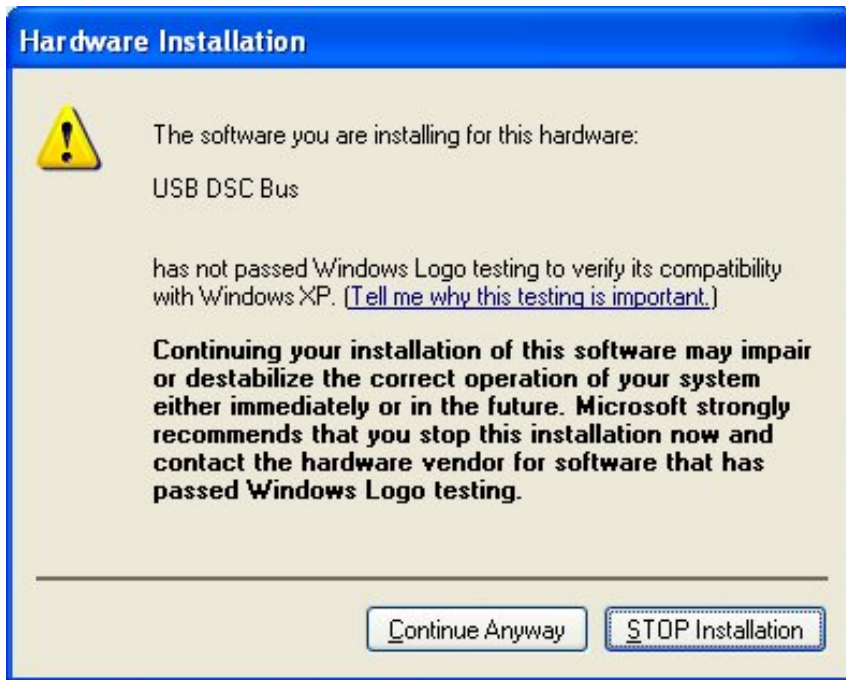 Hardware Installation
The software you are installing for this hardware:
USB DSC Bus
has not passed Windows Logo testing to verify its compatibility
with Windows XP. (Tell me why this testing is important.)
Continuing your installation of this software may impair
or destabilize the correct operation of your system
either immediately or in the future. Microsoft strongly
recommends that you stop this installation now and
contact the hardware vendor for software that has
passed Windows Logo testing.
Continue Anyway
STOP Installation